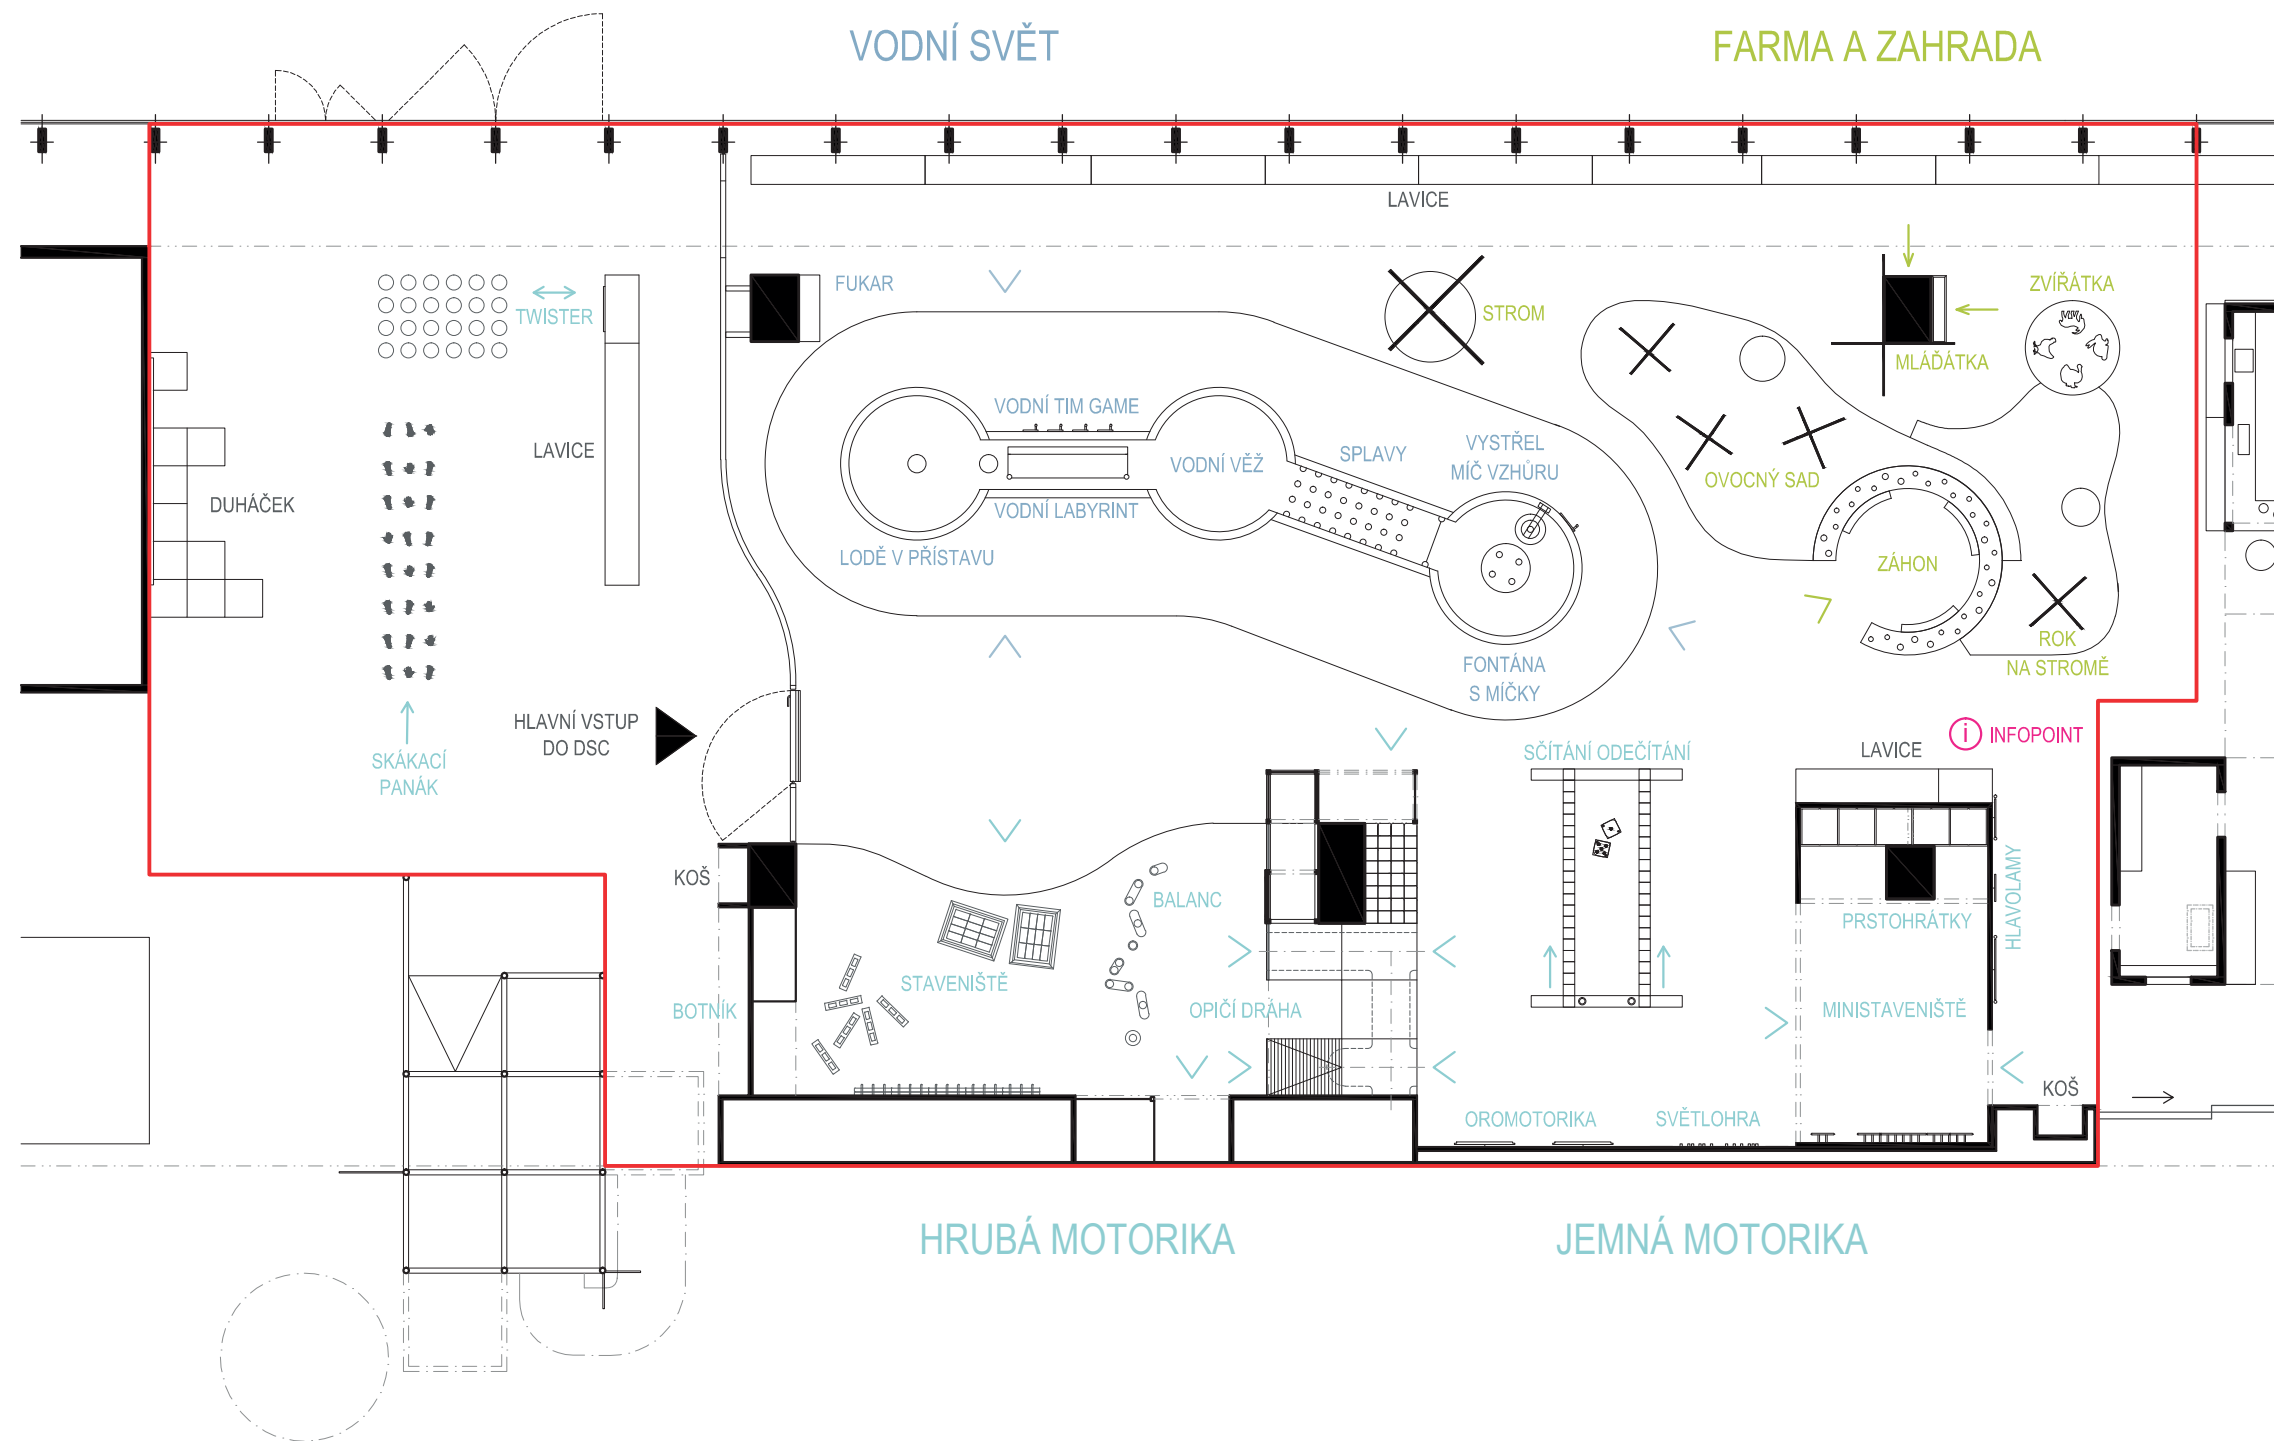 VODNÍ SVĚT
FARMA A ZAHRADA
LAVICE
FUKAR
TWISTER
STROM
ZVÍŘÁTKA
MLÁĎÁTKA
VODNÍ TIM GAME
LAVICE
VODNÍ VĚŽ
SPLAVY
VYSTŘEL
MÍČ VZHŮRU
OVOCNÝ SAD
DUHÁČEK
VODNÍ LABYRINT
LODĚ V PŘÍSTAVU
ZÁHON
ROK
NA STROMĚ
FONTÁNA
S MÍČKY
HLAVNÍ VSTUP
DO DSC
SKÁKACÍ
PANÁK
i INFOPOINT
SČÍTÁNÍ ODEČÍTÁNÍ
LAVICE
KOŠ
BALANC
PRSTOHRÁTKY
HLAVOLAMY
STAVENIŠTĚ
BOTNÍK
OPIČÍ DRÁHA
MINISTAVENIŠTĚ
KOŠ
OROMOTORIKA
SVĚTLOHRA
HRUBÁ MOTORIKA
JEMNÁ MOTORIKA